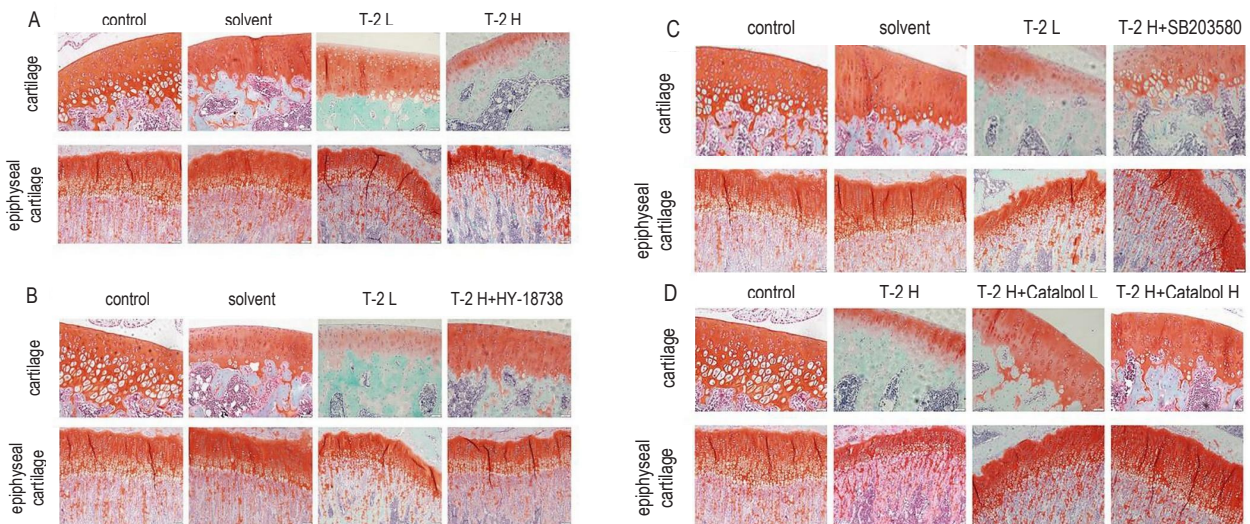 A
control solvent T-2 L T-2 H
cartilage
epiphyseal
cartilage
B
control solvent T-2 L T-2 H+HY-18738
cartilage
epiphyseal
cartilage
C
control solvent T-2 L T-2 H+SB203580
cartilage
epiphyseal
cartilage
D
control T-2 H T-2 H+Catalpol L T-2 H+Catalpol H
cartilage
epiphyseal
cartilage